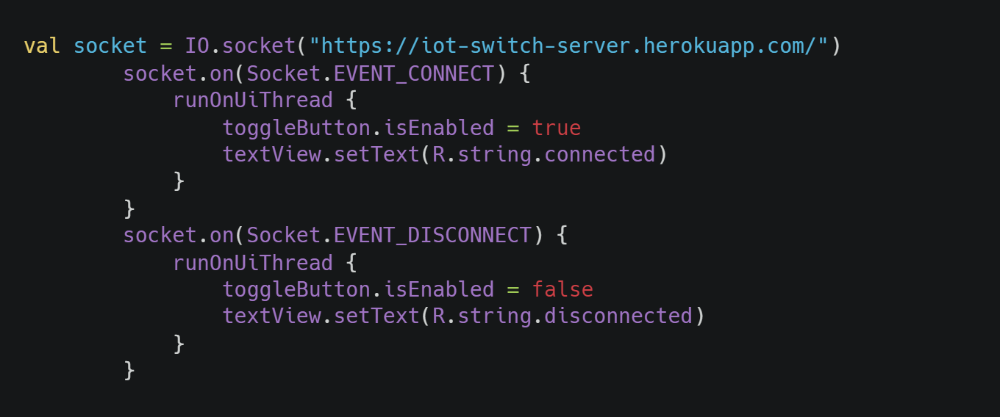 val socket = IO.socket("https://iot-switch-server.herokuapp.com/")
        socket.on(Socket.EVENT_CONNECT) {
            runOnUiThread {
                toggleButton.isEnabled = true
                textView.setText(R.string.connected)
            }
        }
        socket.on(Socket.EVENT_DISCONNECT) {
            runOnUiThread {
                toggleButton.isEnabled = false
                textView.setText(R.string.disconnected)
            }
        }